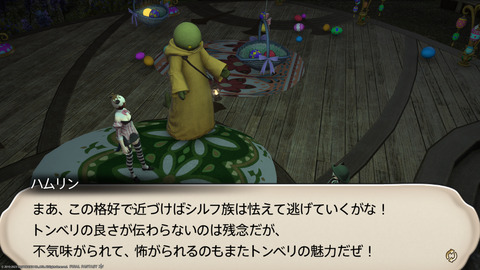 ハムリン
まあ、この格好で近づけばシルフ族は怯えて逃げていくがな！
トンベリの良さが伝わらないのは残念だが、
不気味がられて、怖がられるのもまたトンベリの魅力だぜ！